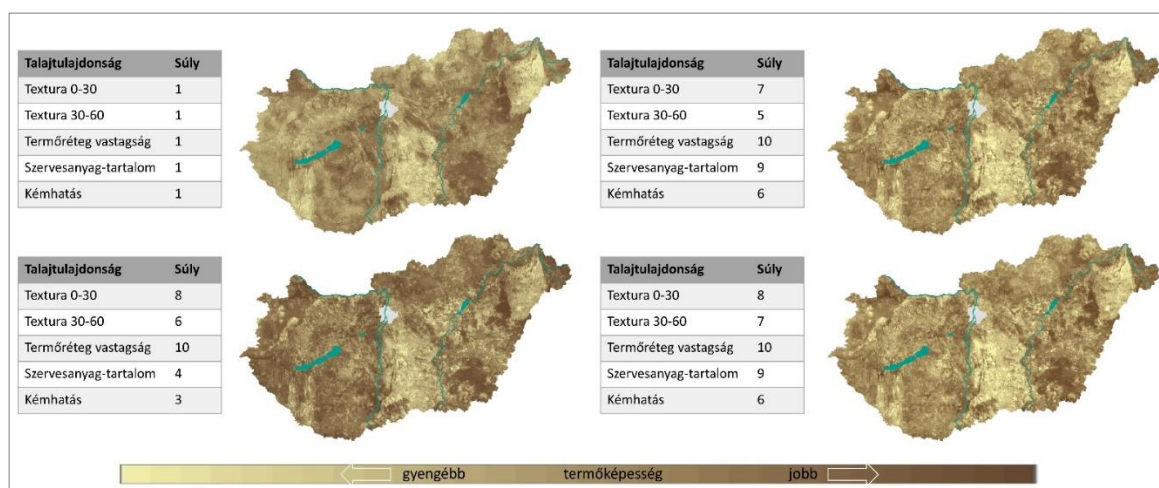 Talajtulajdonság Súly
Textura 0-30 1
Textura 30-60 1
Termőréteg vastagság 1
Szervesanyag-tartalom 1
Kémhatás 1
Talajtulajdonság Súly
Textura 0-30 7
Textura 30-60 5
Termőréteg vastagság 10
Szervesanyag-tartalom 9
Kémhatás 6
Talajtulajdonság Súly
Textura 0-30 8
Textura 30-60 6
Termőréteg vastagság 10
Szervesanyag-tartalom 4
Kémhatás 3
Talajtulajdonság Súly
Textura 0-30 8
Textura 30-60 7
Termőréteg vastagság 10
Szervesanyag-tartalom 9
Kémhatás 6
gyengébb termőképesség jobb